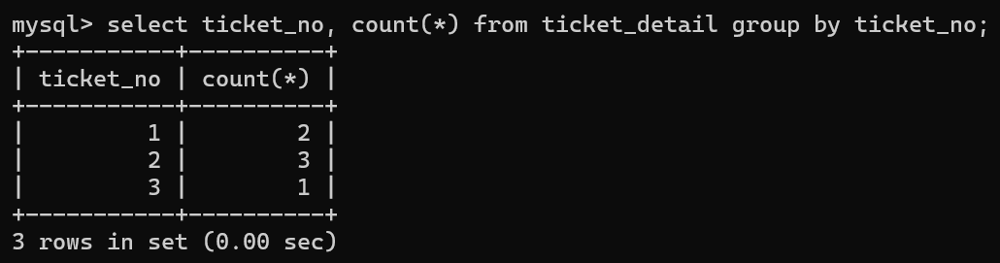 mysql> select ticket_no, count(*) from ticket_detail group by ticket_no;
+-----------+----------+
| ticket_no | count(*) |
+-----------+----------+
|         1 |        2 |
|         2 |        3 |
|         3 |        1 |
+-----------+----------+
3 rows in set (0.00 sec)